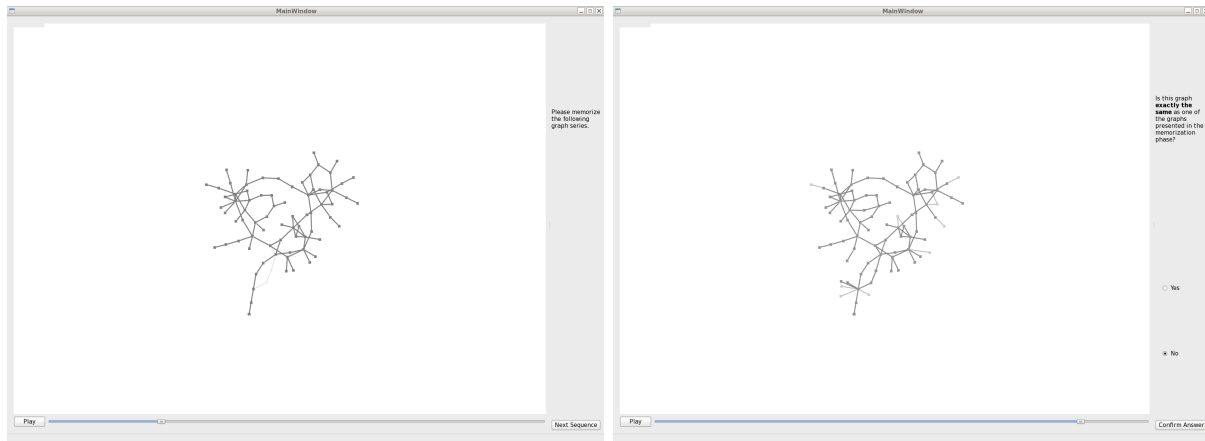 MainWindow
Please memorize
the following
graph series.
Play
Next Sequence
MainWindow
Is this graph
exactly the
same as one of
the graphs
presented in the
memorization
phase?
Yes
No
Play
Confirm Answer